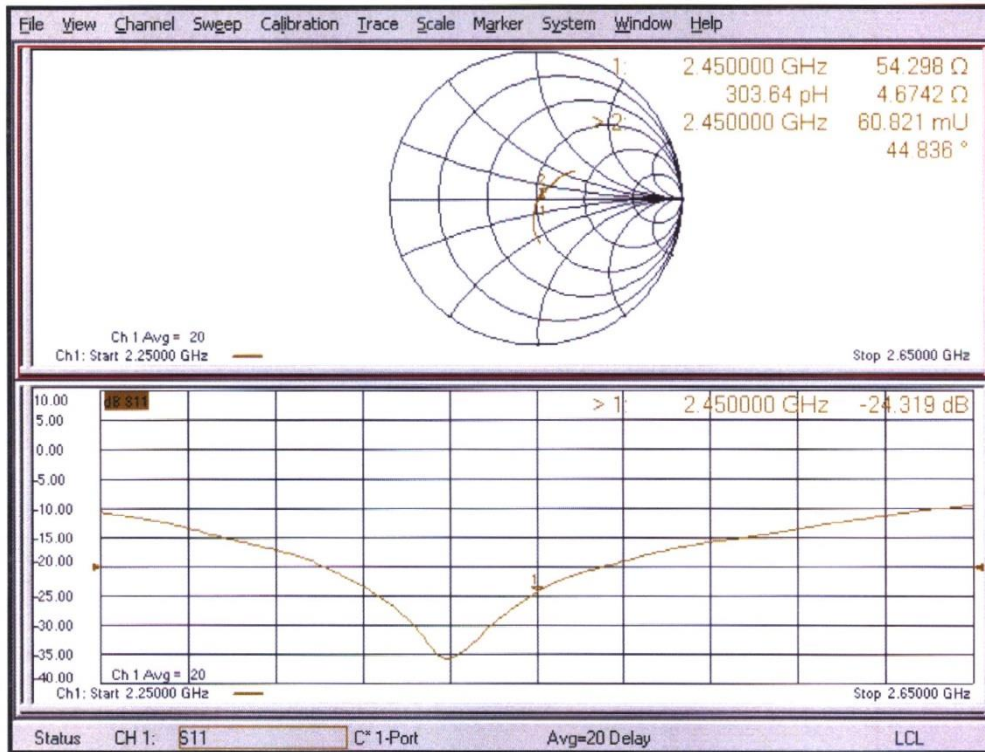 File View Channel Sweep Calibration Trace Scale Marker System Window Help
1: 2.450000 GHz 54.298 Ω
303.64 pH 4.6742 Ω
> 2: 2.450000 GHz 60.821 mU
44.836 °
2
1
Ch 1 Avg = 20
Ch1: Start 2.25000 GHz
Stop 2.65000 GHz
10.00
dB S11
> 1: 2.450000 GHz -24.319 dB
5.00
0.00
-5.00
-10.00
-15.00
-20.00
1
-25.00
-30.00
-35.00
-40.00
Ch 1 Avg = 20
Ch1: Start 2.25000 GHz
Stop 2.65000 GHz
Status CH 1: S11 C* 1-Port Avg=20 Delay LCL